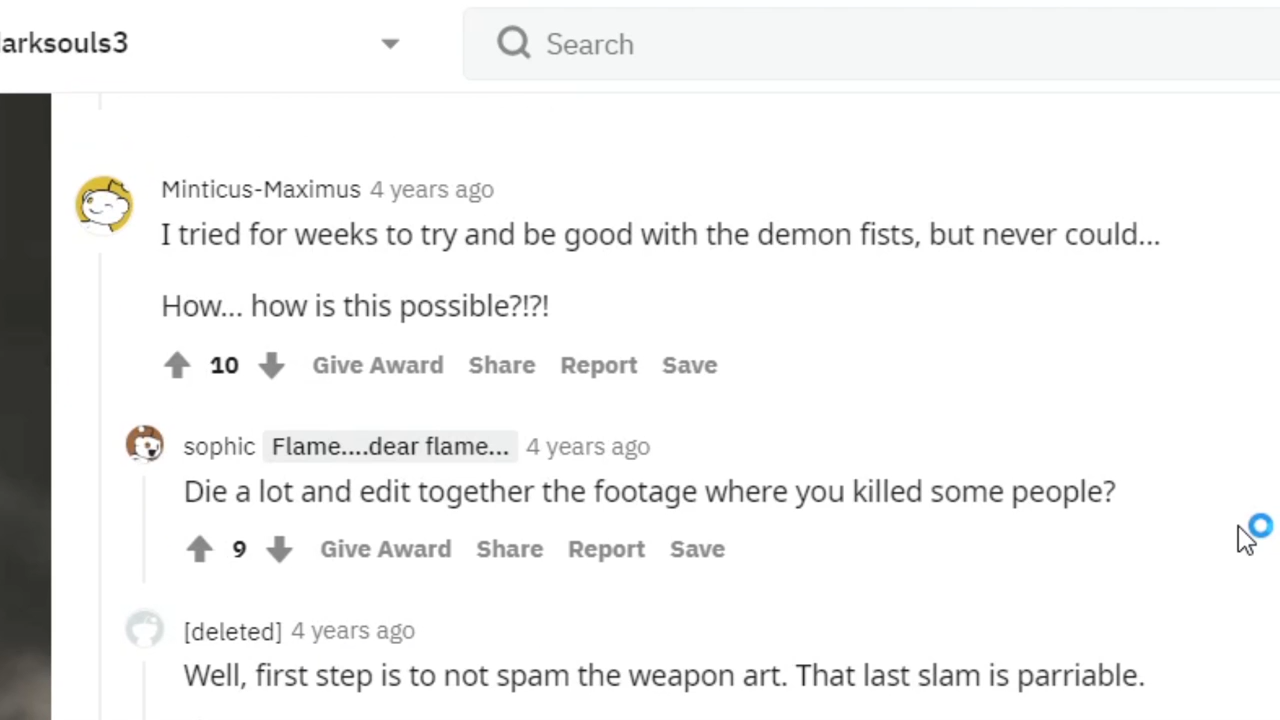 darksouls3
Search
Minticus-Maximus 4 years ago
I tried for weeks to try and be good with the demon fists, but never could...
How... how is this possible?!?!
10 Give Award Share Report Save
sophic Flame....dear flame... 4 years ago
Die a lot and edit together the footage where you killed some people?
9 Give Award Share Report Save
[deleted] 4 years ago
Well, first step is to not spam the weapon art. That last slam is parriable.